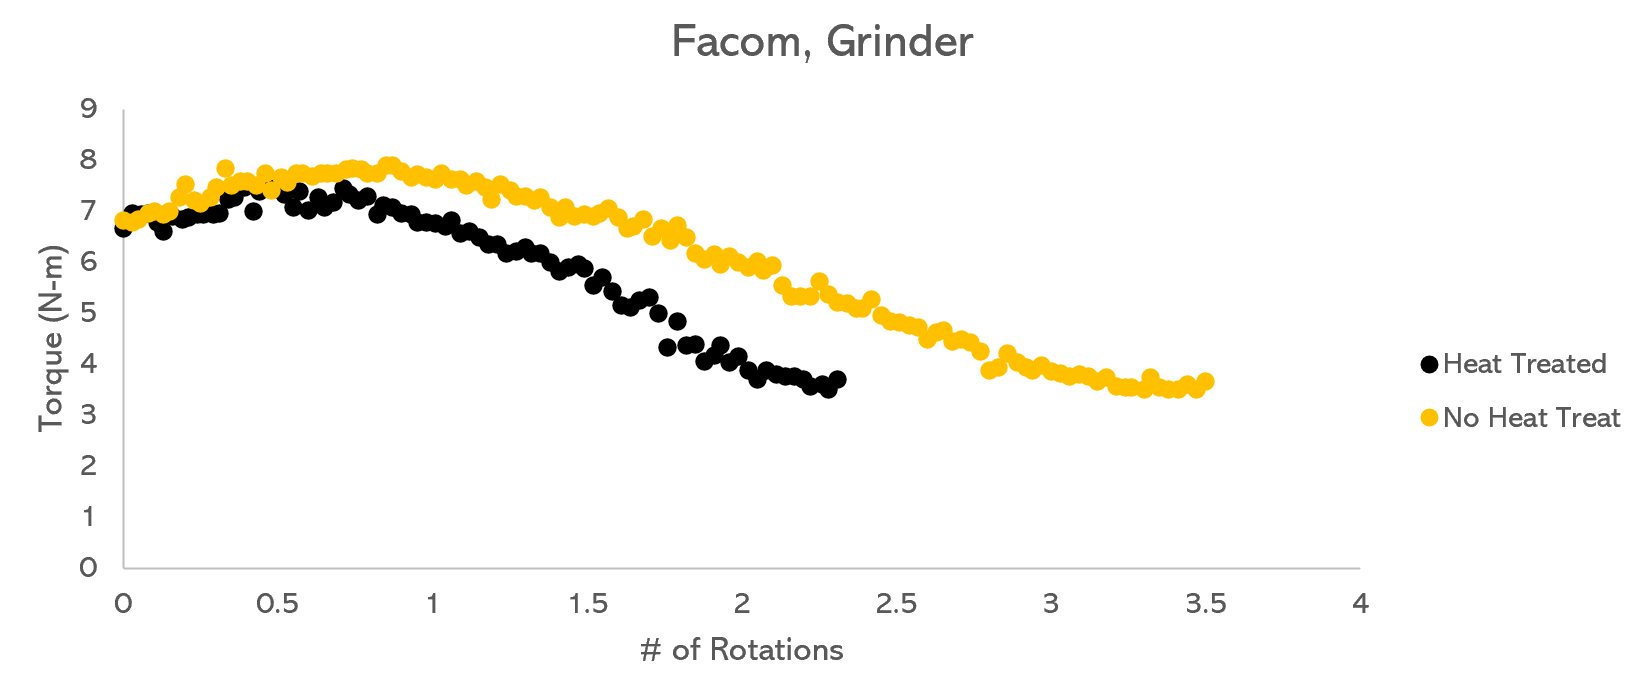 Facom, Grinder
9
8
7
6
5
4
3
2
1
0
Torque (N-m)
0 0.5 1 1.5 2 2.5 3 3.5 4
# of Rotations
Heat Treated
No Heat Treat